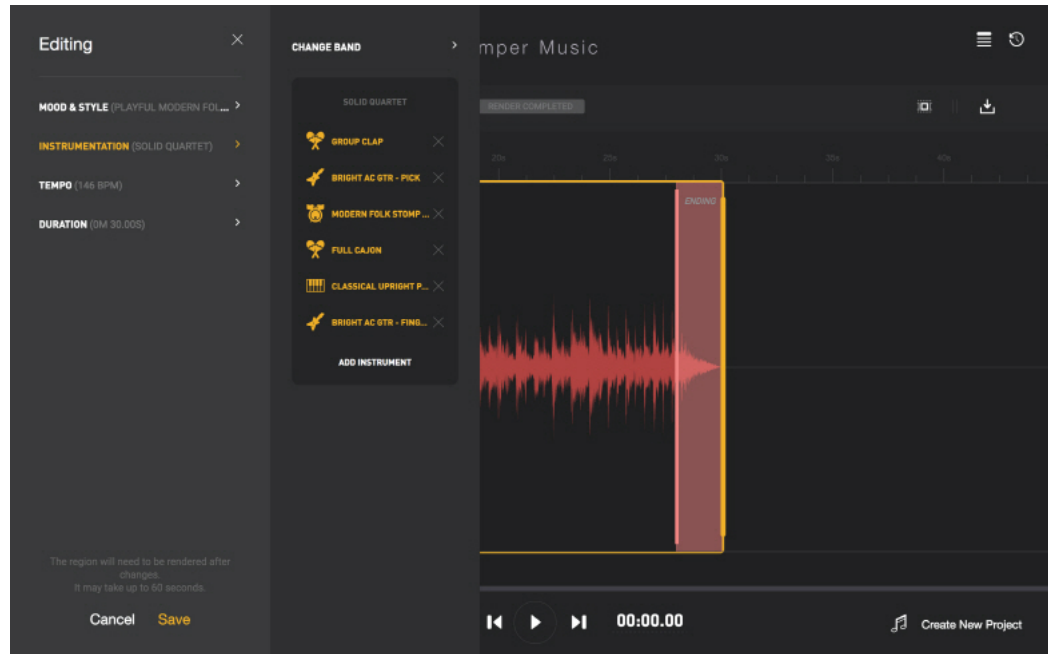 Editing
MOOD & STYLE (PLAYFUL MODERN FOL...
INSTRUMENTATION (SOLID QUARTET)
TEMPO (146 BPM)
DURATION (0M 30.00S)
The region will need to be rendered after
changes.
It may take up to 60 seconds.
Cancel Save
CHANGE BAND
SOLID QUARTET
GROUP CLAP
BRIGHT AC GTR - PICK
MODERN FOLK STOMP ...
FULL CAJON
CLASSICAL UPRIGHT P...
BRIGHT AC GTR - FING...
ADD INSTRUMENT
mper Music
RENDER COMPLETED
20s 30s 35s 40s
ENDING
00:00.00
Create New Project